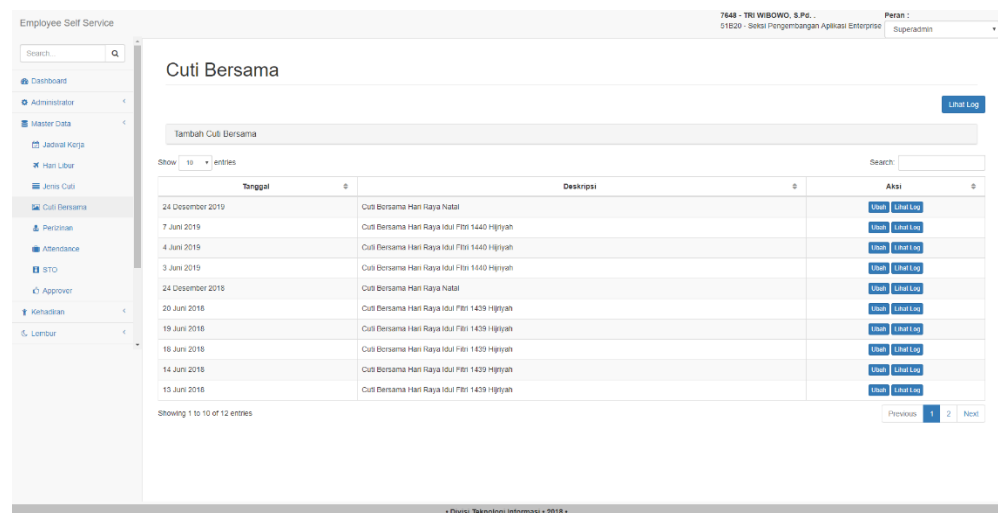 Employee Self Service
7648 - TRI WIBOWO, S.Pd. .
51B20 - Seksi Pengembangan Aplikasi Enterprise
Peran :
Superadmin
Search...
Dashboard
Administrator
Master Data
Jadwal Kerja
Hari Libur
Jenis Cuti
Cuti Bersama
Perizinan
Attendance
STO
Approver
Kehadiran
Lembur
Cuti Bersama
Lihat Log
Tambah Cuti Bersama
Show 10 entries
Search:
Tanggal Deskripsi Aksi
24 Desember 2019 Cuti Bersama Hari Raya Natal Ubah Lihat Log
7 Juni 2019 Cuti Bersama Hari Raya Idul Fitri 1440 Hijriyah Ubah Lihat Log
4 Juni 2019 Cuti Bersama Hari Raya Idul Fitri 1440 Hijriyah Ubah Lihat Log
3 Juni 2019 Cuti Bersama Hari Raya Idul Fitri 1440 Hijriyah Ubah Lihat Log
24 Desember 2018 Cuti Bersama Hari Raya Natal Ubah Lihat Log
20 Juni 2018 Cuti Bersama Hari Raya Idul Fitri 1439 Hijriyah Ubah Lihat Log
19 Juni 2018 Cuti Bersama Hari Raya Idul Fitri 1439 Hijriyah Ubah Lihat Log
18 Juni 2018 Cuti Bersama Hari Raya Idul Fitri 1439 Hijriyah Ubah Lihat Log
14 Juni 2018 Cuti Bersama Hari Raya Idul Fitri 1439 Hijriyah Ubah Lihat Log
13 Juni 2018 Cuti Bersama Hari Raya Idul Fitri 1439 Hijriyah Ubah Lihat Log
Showing 1 to 10 of 12 entries
Previous 1 2 Next
• Divisi Teknologi Informasi • 2018 •